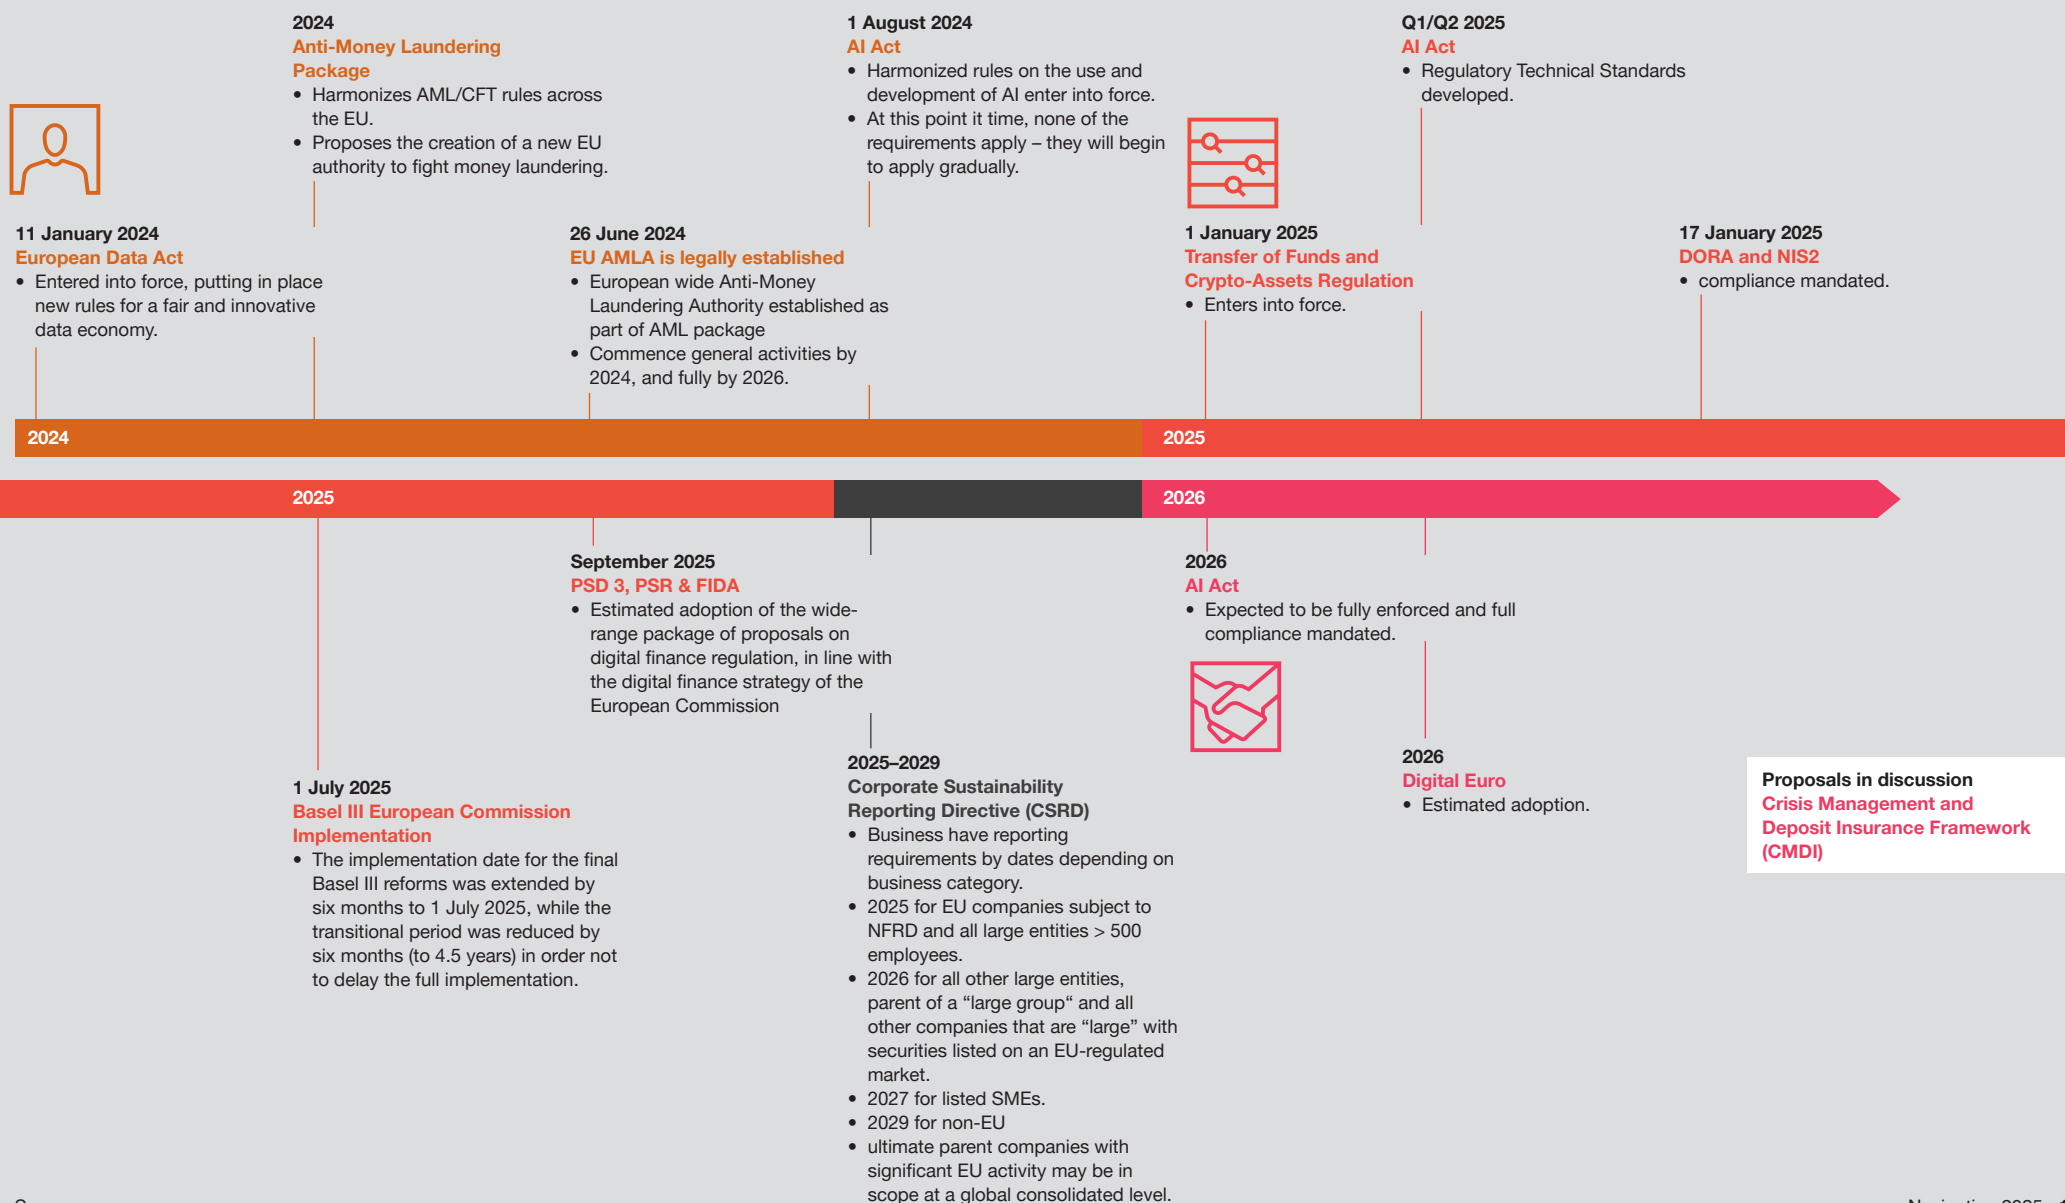 2024
Anti-Money Laundering
Package
• Harmonizes AML/CFT rules across
the EU.
• Proposes the creation of a new EU
authority to fight money laundering.
1 August 2024
AI Act
• Harmonized rules on the use and
development of AI enter into force.
• At this point it time, none of the
requirements apply – they will begin
to apply gradually.
Q1/Q2 2025
AI Act
• Regulatory Technical Standards
developed.
11 January 2024
European Data Act
• Entered into force, putting in place
new rules for a fair and innovative
data economy.
26 June 2024
EU AMLA is legally established
• European wide Anti-Money
Laundering Authority established as
part of AML package
• Commence general activities by
2024, and fully by 2026.
1 January 2025
Transfer of Funds and
Crypto-Assets Regulation
• Enters into force.
17 January 2025
DORA and NIS2
• compliance mandated.
2024
2025
2025
2026
September 2025
PSD 3, PSR & FIDA
• Estimated adoption of the wide-
range package of proposals on
digital finance regulation, in line with
the digital finance strategy of the
European Commission
2026
AI Act
• Expected to be fully enforced and full
compliance mandated.
1 July 2025
Basel III European Commission
Implementation
• The implementation date for the final
Basel III reforms was extended by
six months to 1 July 2025, while the
transitional period was reduced by
six months (to 4.5 years) in order not
to delay the full implementation.
2025–2029
Corporate Sustainability
Reporting Directive (CSRD)
• Business have reporting
requirements by dates depending on
business category.
• 2025 for EU companies subject to
NFRD and all large entities > 500
employees.
• 2026 for all other large entities,
parent of a “large group“ and all
other companies that are “large” with
securities listed on an EU-regulated
market.
• 2027 for listed SMEs.
• 2029 for non-EU
• ultimate parent companies with
significant EU activity may be in
scope at a global consolidated level.
2026
Digital Euro
• Estimated adoption.
Proposals in discussion
Crisis Management and
Deposit Insurance Framework
(CMDI)